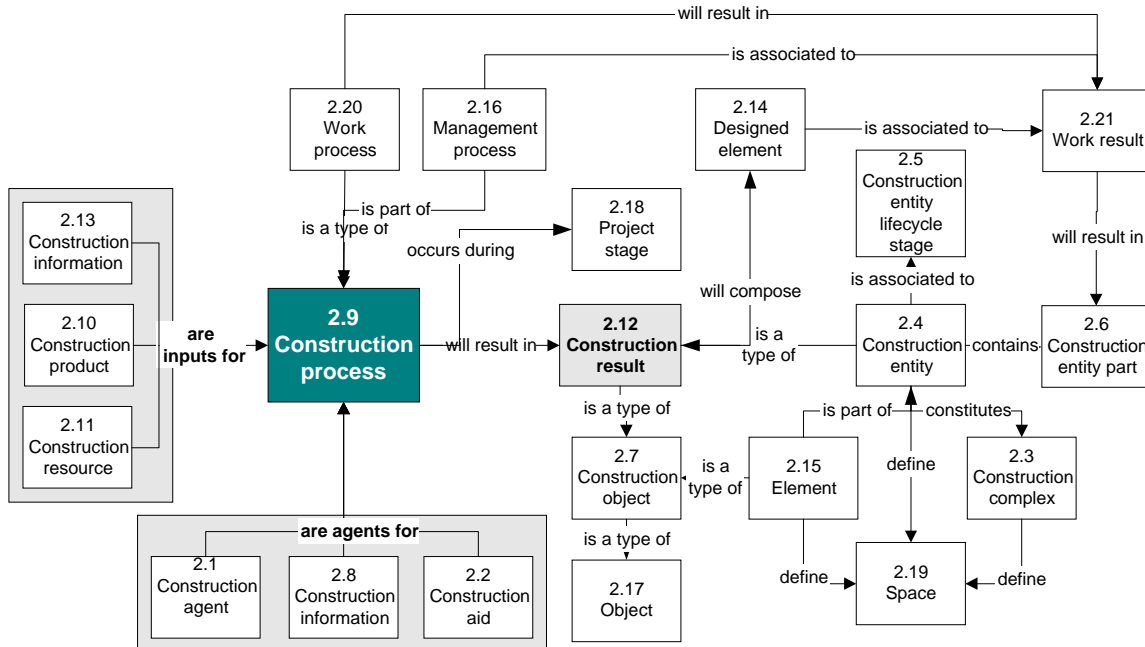 will result in
is associated to
2.20
Work
process
2.16
Management
process
2.14
Designed
element
is associated to
2.21
Work result
2.5
Construction
entity
lifecycle
stage
2.13
Construction
information
is part of
is a type of
occurs during
2.18
Project
stage
will result in
is associated to
will compose
2.10
Construction
product
are
inputs for
2.9
Construction
process
will result in
2.12
Construction
result
is a
type of
2.4
Construction
entity
contains
2.6
Construction
entity part
2.11
Construction
resource
is a type of
is part of
constitutes
2.7
Construction
object
is a
type of
2.15
Element
define
2.3
Construction
complex
is a type of
are agents for
2.1
Construction
agent
2.8
Construction
information
2.2
Construction
aid
2.17
Object
define
2.19
Space
define